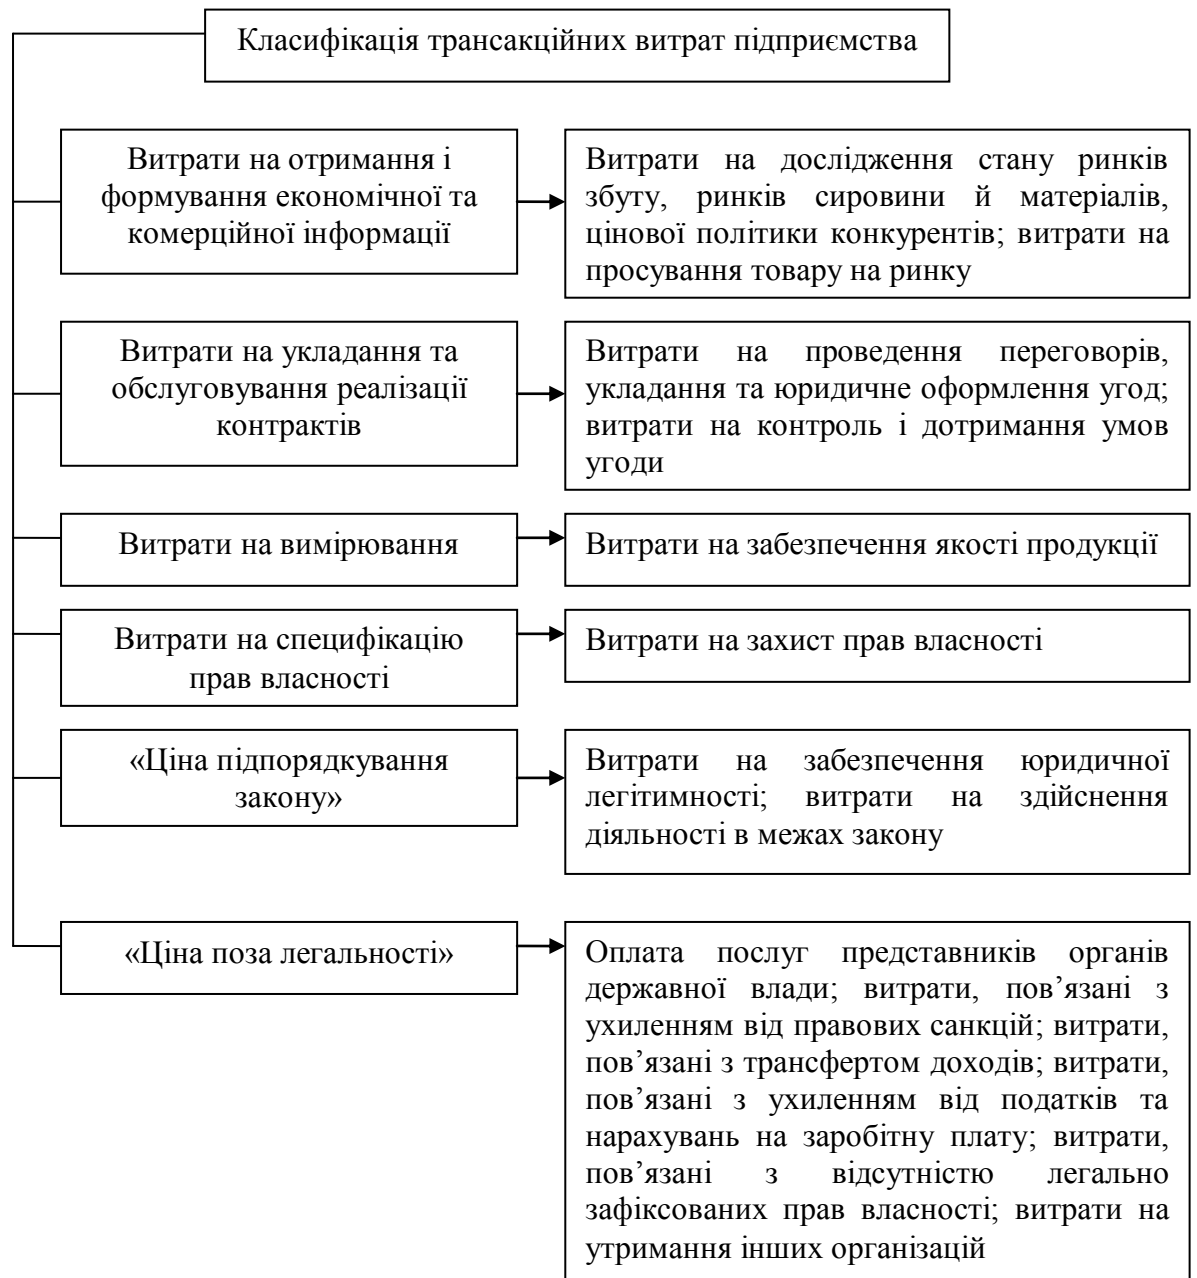 Класифікація трансакційних витрат підприємства
Витрати на отримання і
формування економічної та
комерційної інформації
Витрати на дослідження стану ринків
збуту, ринків сировини й матеріалів,
цінової політики конкурентів; витрати на
просування товару на ринку
Витрати на укладання та
обслуговування реалізації
контрактів
Витрати на проведення переговорів,
укладання та юридичне оформлення угод;
витрати на контроль і дотримання умов
угоди
Витрати на вимірювання
Витрати на забезпечення якості продукції
Витрати на специфікацію
прав власності
Витрати на захист прав власності
«Ціна підпорядкування
закону»
Витрати на забезпечення юридичної
легітимності; витрати на здійснення
діяльності в межах закону
«Ціна поза легальності»
Оплата послуг представників органів
державної влади; витрати, пов’язані з
ухиленням від правових санкцій; витрати,
пов’язані з трансфертом доходів; витрати,
пов’язані з ухиленням від податків та
нарахувань на заробітну плату; витрати,
пов’язані з відсутністю легально
зафіксованих прав власності; витрати на
утримання інших організацій